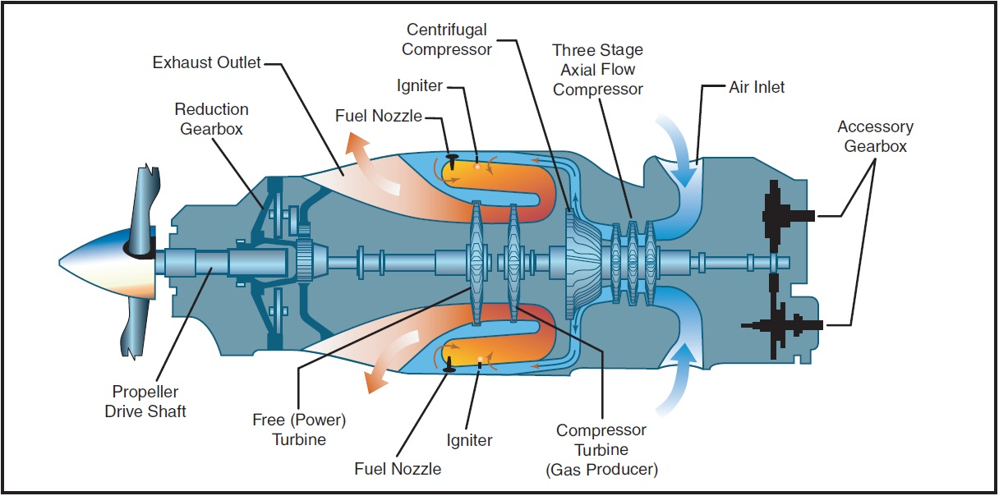 Centrifugal
Compressor
Three Stage
Axial Flow
Compressor
Exhaust Outlet
Igniter
Air Inlet
Reduction
Gearbox
Fuel Nozzle
Accessory
Gearbox
Propeller
Drive Shaft
Free (Power)
Turbine
Igniter
Fuel Nozzle
Compressor
Turbine
(Gas Producer)